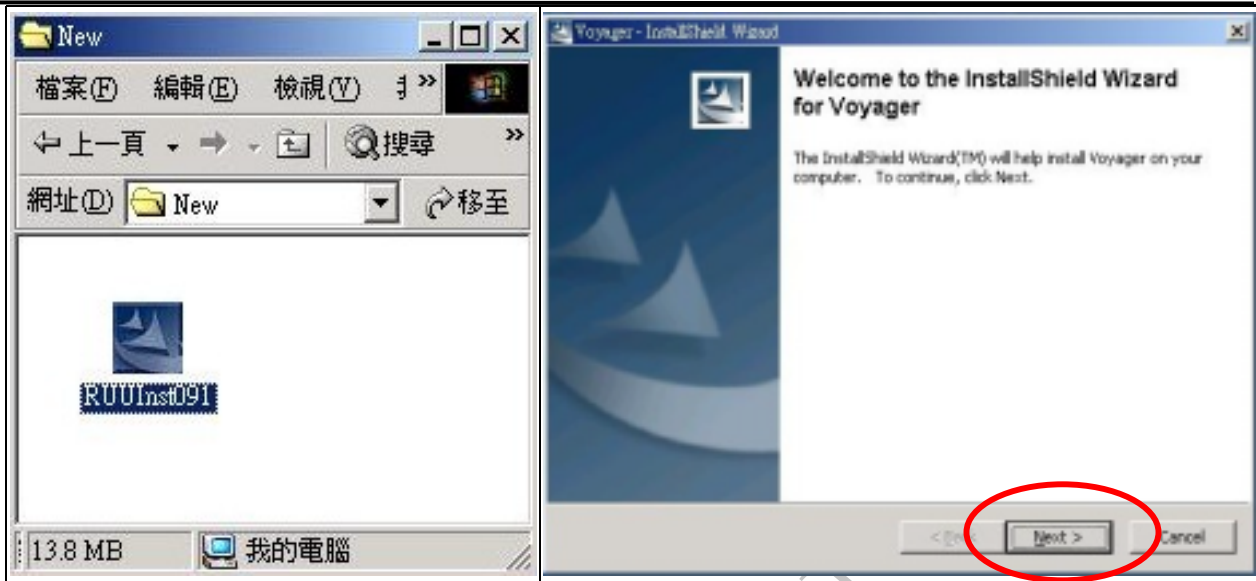 New
檔案(F) 編輯(E) 檢視(V) »
上一頁 搜尋 »
網址(D) New 移至
RUUInst091
13.8 MB 我的電腦
Voyager - InstallShield Wizard
Welcome to the InstallShield Wizard
for Voyager
The InstallShield Wizard(TM) will help install Voyager on your
computer. To continue, click Next.
Next > Cancel